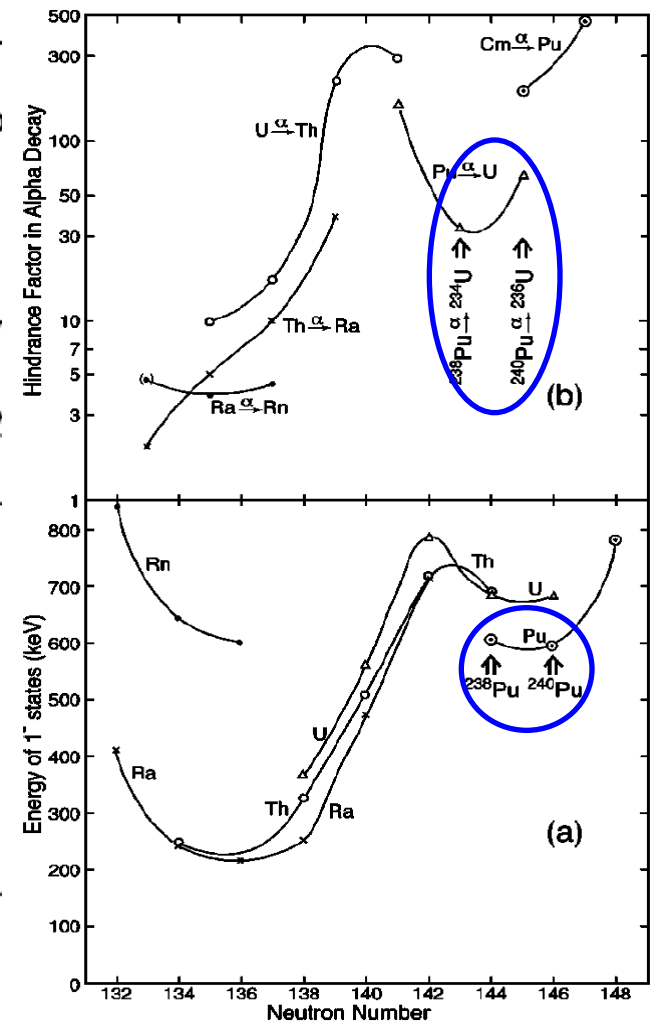 Hindrance Factor in Alpha Decay
500
300
100
50
30
10
7
5
3
1
Cm α→ Pu
U α→ Th
Pu α→ U
Th α→ Ra
Ra α→ Rn
(•)
238Pu α→ 234U
240Pu α→ 236U
(b)
Energy of 1⁻ states (keV)
800
700
600
500
400
300
200
100
0
Rn
Th
U
Pu
²³⁸Pu
²⁴⁰Pu
U
Ra
Th
Ra
(a)
132 134 136 138 140 142 144 146 148
Neutron Number